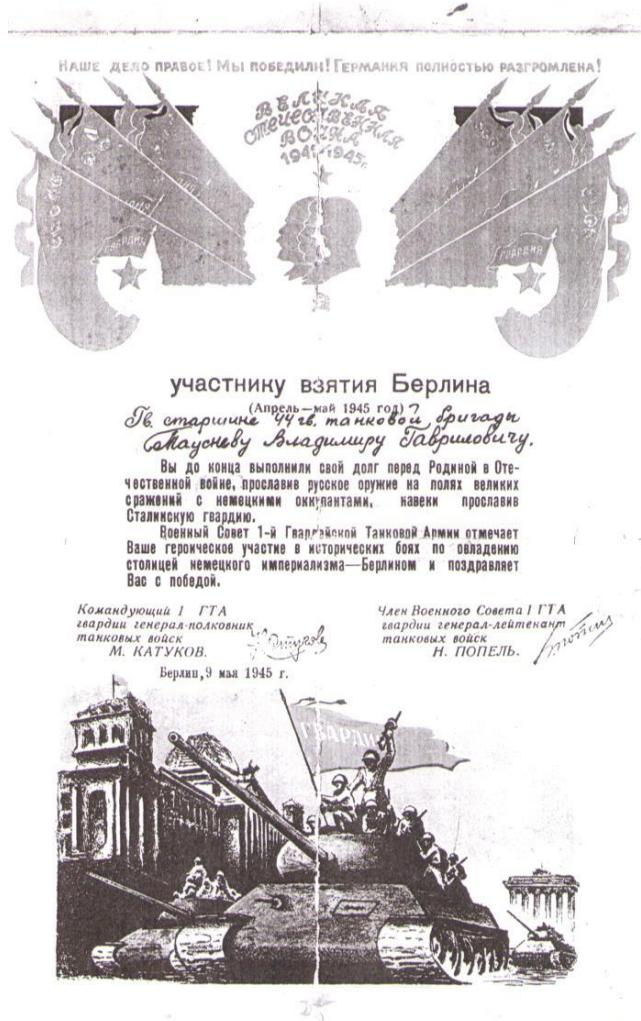 НАШЕ ДЕЛО ПРАВОЕ! МЫ ПОБЕДИЛИ! ГЕРМАНИЯ ПОЛНОСТЬЮ РАЗГРОМЛЕНА!
ВЕЛИКАЯ
ОТЕЧЕСТВЕННАЯ
ВОЙНА
1941-1945г.
ГВАРДИЯ
ГВАРДИЯ
участнику взятия Берлина
(Апрель—май 1945 год)
Гв. старшине 44 гв. танковой бригады
Владимиру Гавриловичу.
Вы до конца выполнили свой долг перед Родиной в Оте-
чественной войне, прославив русское оружие на полях великих
сражений с немецкими оккупантами, навеки прославив
Сталинскую гвардию.
Военный Совет 1-й Гвардейской Танковой Армии отмечает
Ваше героическое участие в исторических боях по овладению
столицей немецкого империализма—Берлином и поздравляет
Вас с победой.
Командующий 1 ГТА
гвардии генерал-полковник
танковых войск
М. КАТУКОВ.
Член Военного Совета 1 ГТА
гвардии генерал-лейтенант
танковых войск
Н. ПОПЕЛЬ.
Берлин, 9 мая 1945 г.
ГВАРДИЯ